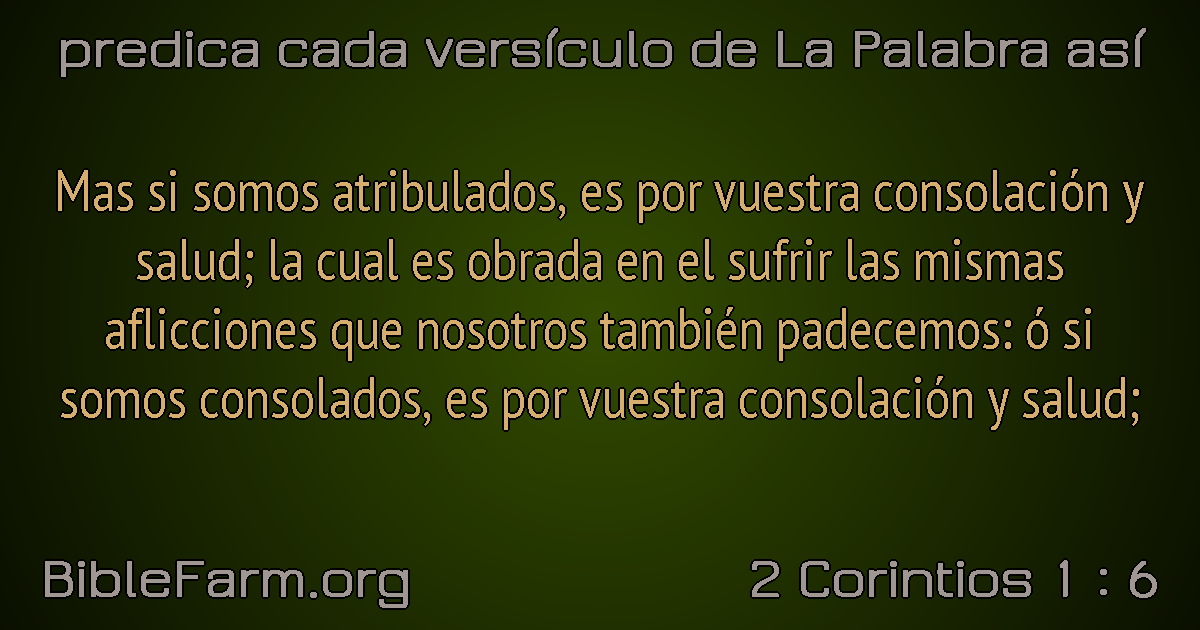 predica cada versículo de La Palabra así
Mas si somos atribulados, es por vuestra consolación y
salud; la cual es obrada en el sufrir las mismas
aflicciones que nosotros también padecemos: ó si
somos consolados, es por vuestra consolación y salud;
BibleFarm.org
2 Corintios 1 : 6